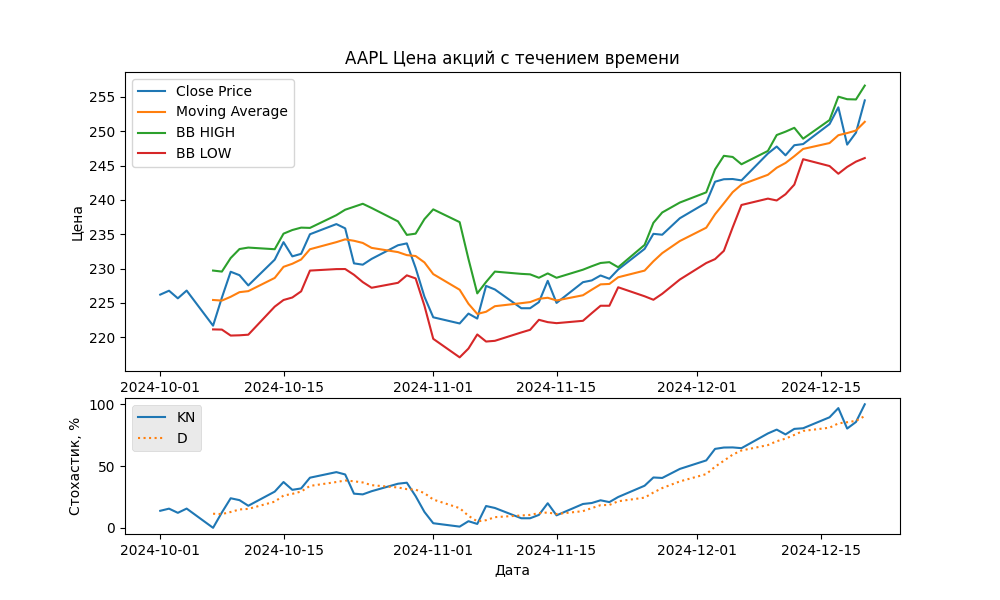 AAPL Цена акций с течением времени
Close Price
Moving Average
BB HIGH
BB LOW
Цена
255
250
245
240
235
230
225
220
2024-10-01 2024-10-15 2024-11-01 2024-11-15 2024-12-01 2024-12-15
KN
D
Стохастик, %
100
50
0
2024-10-01 2024-10-15 2024-11-01 2024-11-15 2024-12-01 2024-12-15
Дата